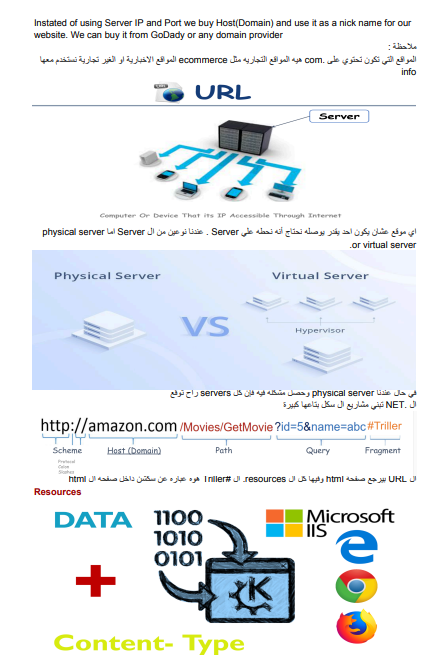 Instated of using Server IP and Port we buy Host(Domain) and use it as a nick name for our
website. We can buy it from GoDady or any domain provider
ملاحظة :
المواقع التي تكون تحتوي على .com هيه المواقع التجاريه مثل ecommerce المواقع الاخبارية او الغير تجارية نستخدم معها
info
URL
Server
Computer Or Device That its IP Accessible Through Internet
اي موقع عشان يكون احد يقدر يوصله نحتاج أنه نحطه علي Server . عندنا نوعين من ال Server اما physical server
or virtual server.
Physical Server
Virtual Server
VS
Hypervisor
في حال عندنا physical server وحصل مشكله فيه فإن كل servers راح توقع
ال .NET تبني مشاريع ال سكل بتاعها كبيرة
http://amazon.com/Movies/GetMovie?id=5&name=abc#Triller
Scheme Host (Domain) Path Query Fragment
Protocol
Colon
Slashes
ال URL بيرجع صفحة html وفيها كل ال resources. ال #Triller هوه عباره عن سكشن داخل صفحه ال html
Resources
DATA
1100
1010
0101
Microsoft
IIS
+
K
Content- Type